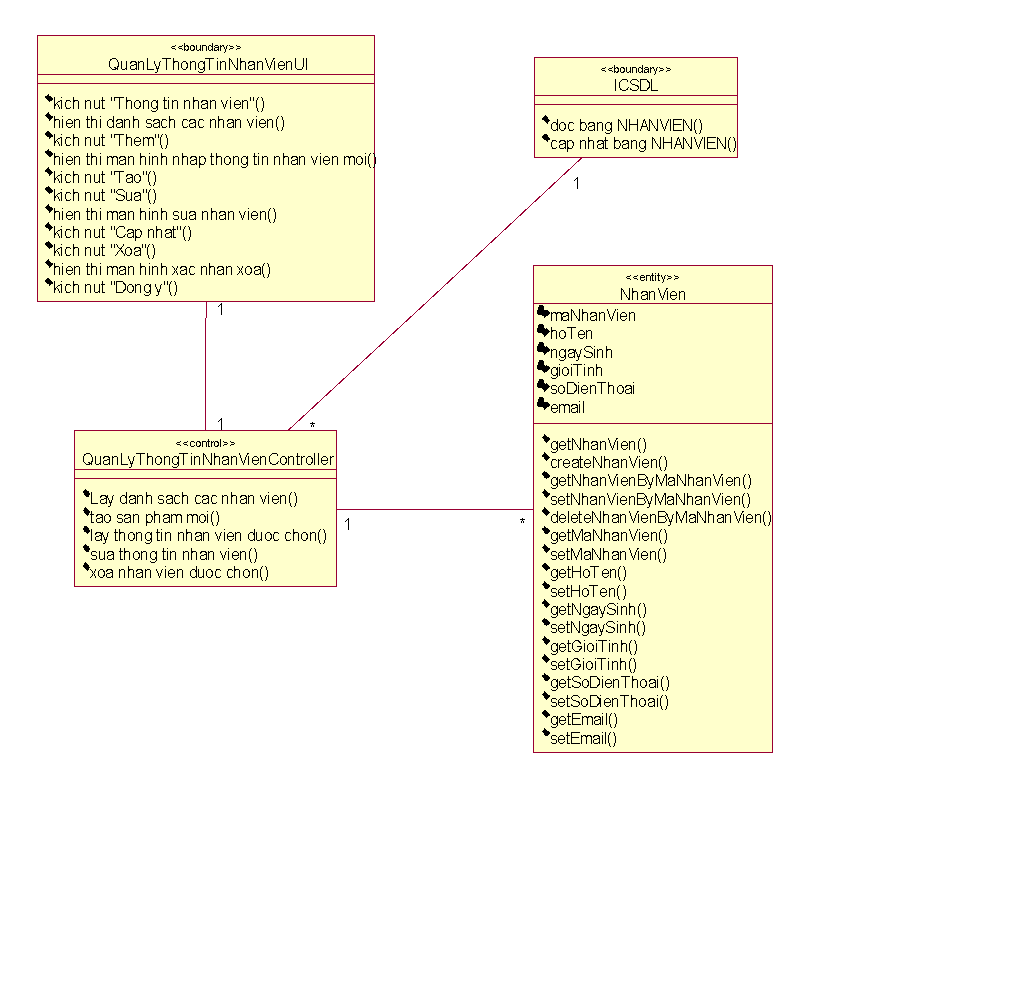 <<boundary>>
QuanLyThongTinNhanVienUI
kich nut "Thong tin nhan vien"()
hien thi danh sach cac nhan vien()
kich nut "Them"()
hien thi man hinh nhap thong tin nhan vien moi()
kich nut "Tao"()
kich nut "Sua"()
hien thi man hinh sua nhan vien()
kich nut "Cap nhat"()
kich nut "Xoa"()
hien thi man hinh xac nhan xoa()
kich nut "Dong y"()
1
1
<<boundary>>
ICSDL
doc bang NHANVIEN()
cap nhat bang NHANVIEN()
1
*
<<control>>
QuanLyThongTinNhanVienController
Lay danh sach cac nhan vien()
tao san pham moi()
lay thong tin nhan vien duoc chon()
sua thong tin nhan vien()
xoa nhan vien duoc chon()
1
*
<<entity>>
NhanVien
maNhanVien
hoTen
ngaySinh
gioiTinh
soDienThoai
email
getNhanVien()
createNhanVien()
getNhanVienByMaNhanVien()
setNhanVienByMaNhanVien()
deleteNhanVienByMaNhanVien()
getMaNhanVien()
setMaNhanVien()
getHoTen()
setHoTen()
getNgaySinh()
setNgaySinh()
getGioiTinh()
setGioiTinh()
getSoDienThoai()
setSoDienThoai()
getEmail()
setEmail()